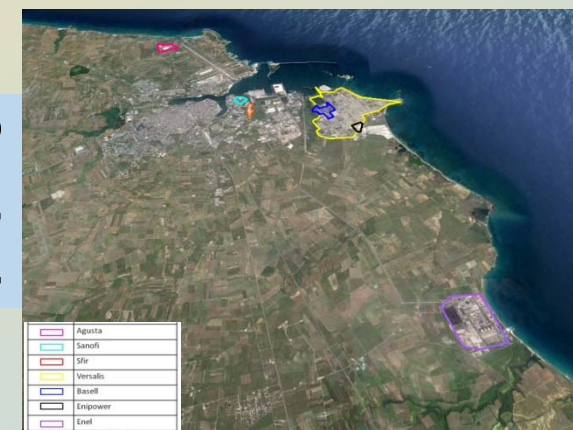 Agusta
Sanofi
Sfir
Versalis
Basell
Enipower
Enel